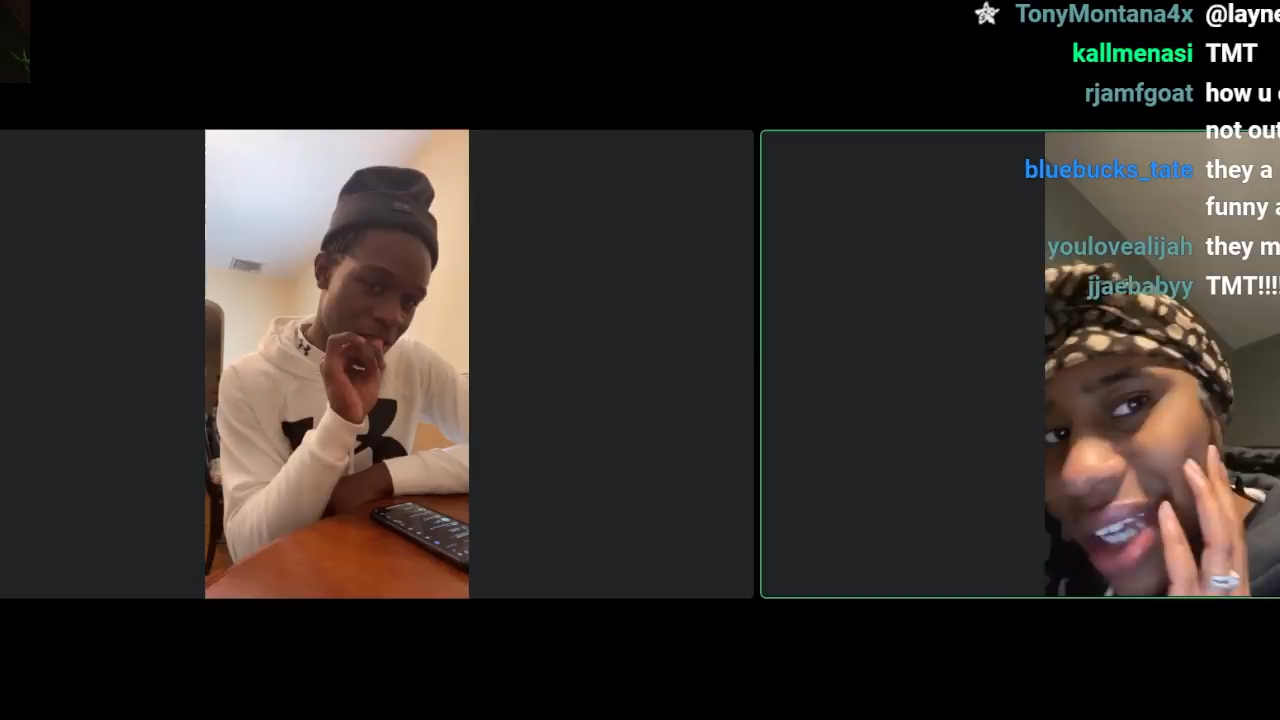 TonyMontana4x @layne
kallmenasi TMT
rjamfgoat how u
not out
bluebucks_tate they a
funny a
youlovealijah they m
jjaebabyy TMT!!!!